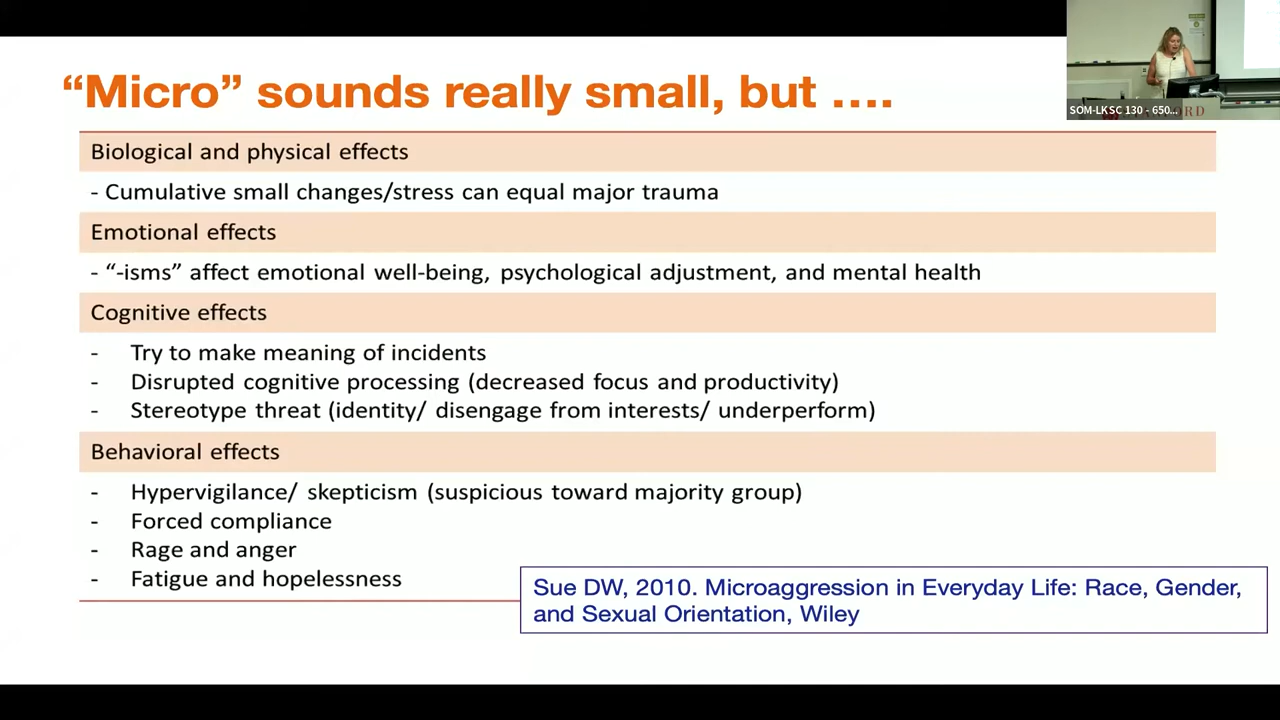 “Micro” sounds really small, but ….
SOM-LKSC 130 - 650...
Biological and physical effects
- Cumulative small changes/stress can equal major trauma
Emotional effects
- “-isms” affect emotional well-being, psychological adjustment, and mental health
Cognitive effects
- Try to make meaning of incidents
- Disrupted cognitive processing (decreased focus and productivity)
- Stereotype threat (identity/ disengage from interests/ underperform)
Behavioral effects
- Hypervigilance/ skepticism (suspicious toward majority group)
- Forced compliance
- Rage and anger
- Fatigue and hopelessness
Sue DW, 2010. Microaggression in Everyday Life: Race, Gender,
and Sexual Orientation, Wiley